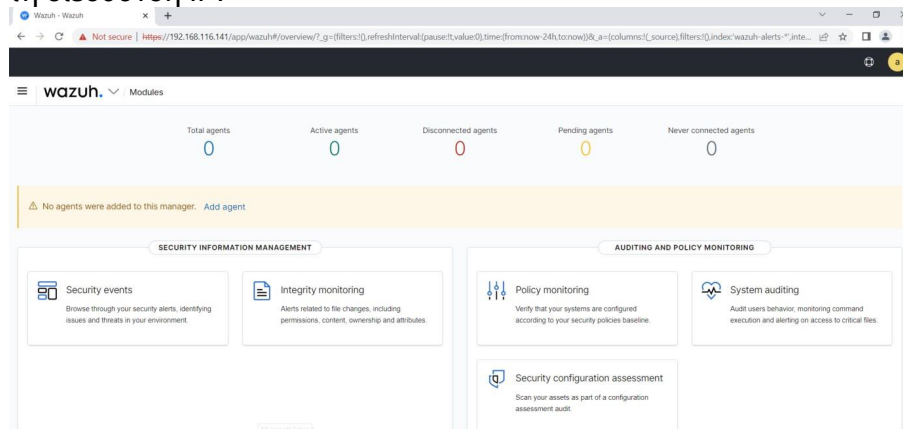 Wazuh - Wazuh
Not secure | https://192.168.116.141/app/wazuh#/overview/?_g=(filters:!(),refreshInterval:(pause:!t,value:0),time:(from:now-24h,to:now))&_a=(columns:!(_source),filters:!(),index:'wazuh-alerts-*',inte...
a
wazuh. Modules
Total agents Active agents Disconnected agents Pending agents Never connected agents
0 0 0 0 0
No agents were added to this manager. Add agent
SECURITY INFORMATION MANAGEMENT
Security events
Browse through your security alerts, identifying
issues and threats in your environment.
Integrity monitoring
Alerts related to file changes, including
permissions, content, ownership and attributes.
AUDITING AND POLICY MONITORING
Policy monitoring
Verify that your systems are configured
according to your security policies baseline.
System auditing
Audit users behavior, monitoring command
execution and alerting on access to critical files.
Security configuration assessment
Scan your assets as part of a configuration
assessment audit.